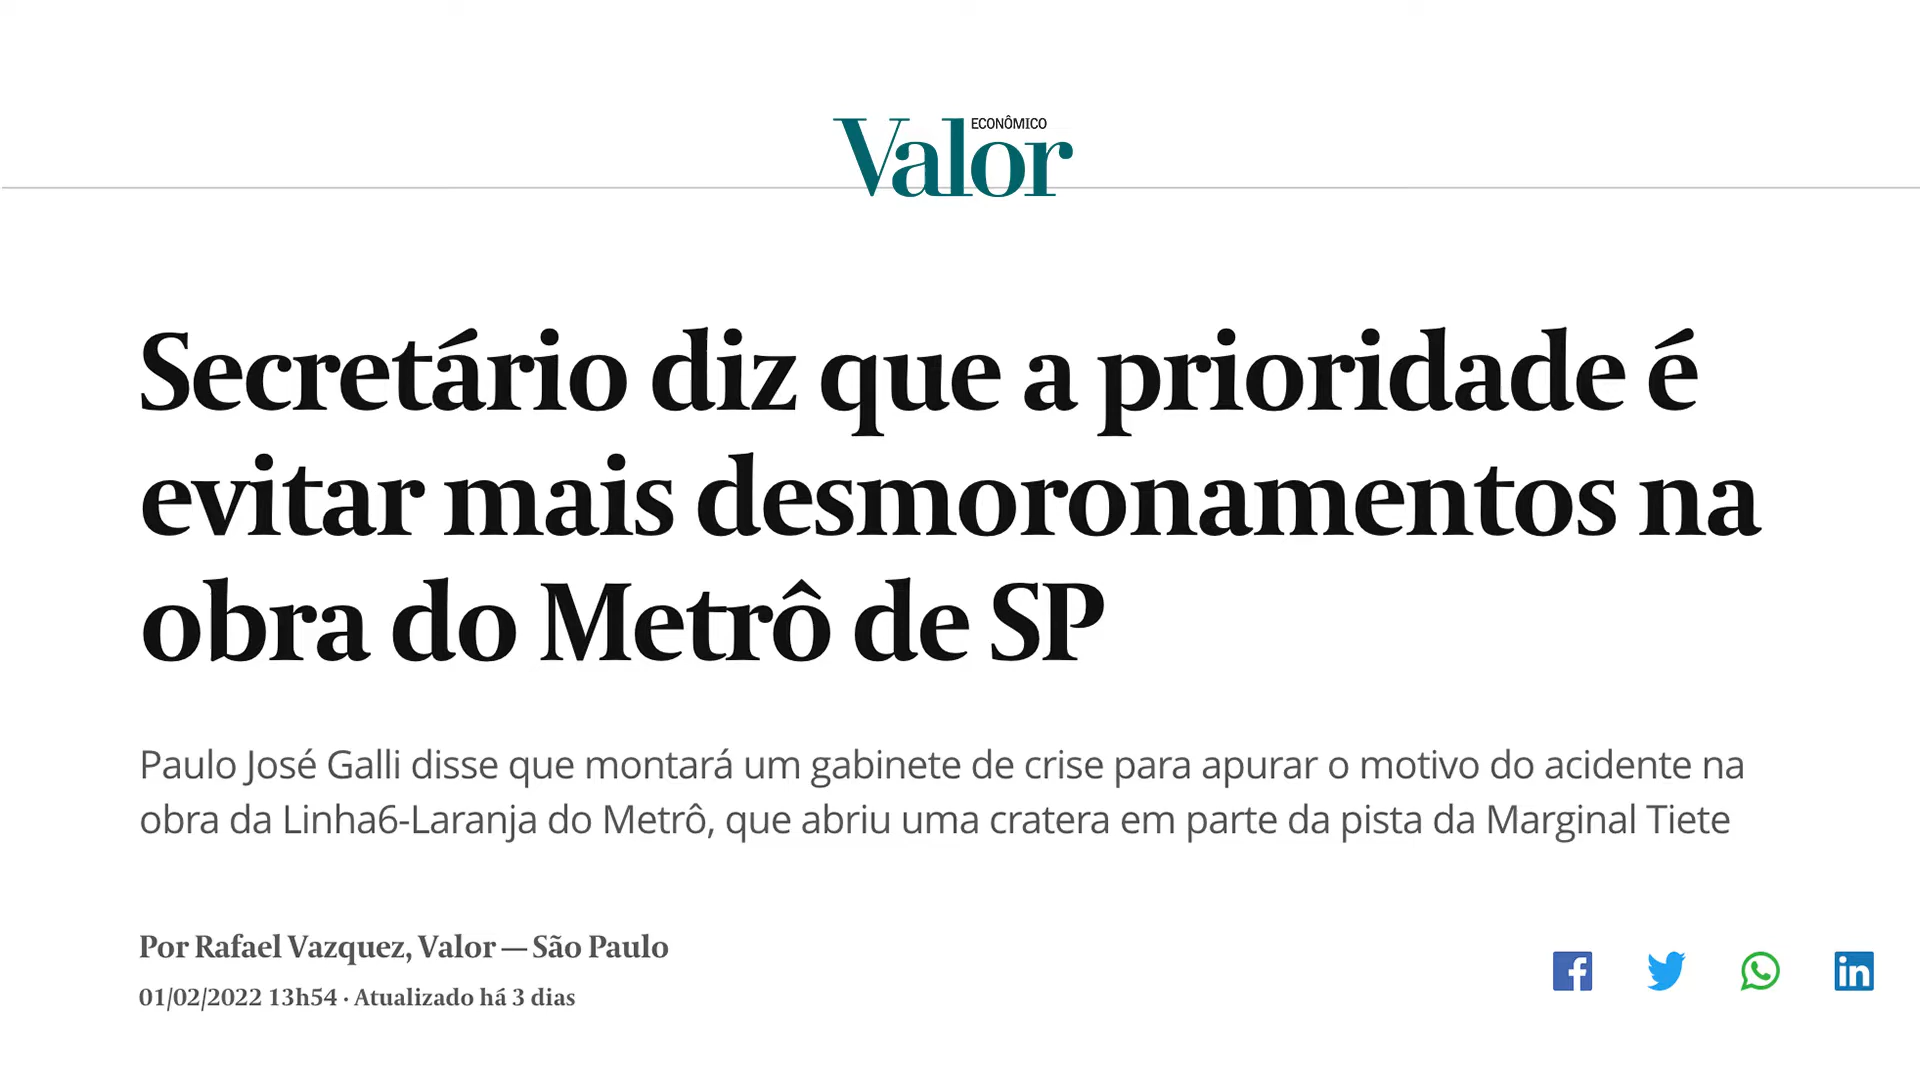 Valor ECONÔMICO
Secretário diz que a prioridade é
evitar mais desmoronamentos na
obra do Metrô de SP
Paulo José Galli disse que montará um gabinete de crise para apurar o motivo do acidente na
obra da Linha6-Laranja do Metrô, que abriu uma cratera em parte da pista da Marginal Tiete
Por Rafael Vazquez, Valor — São Paulo
01/02/2022 13h54 · Atualizado há 3 dias